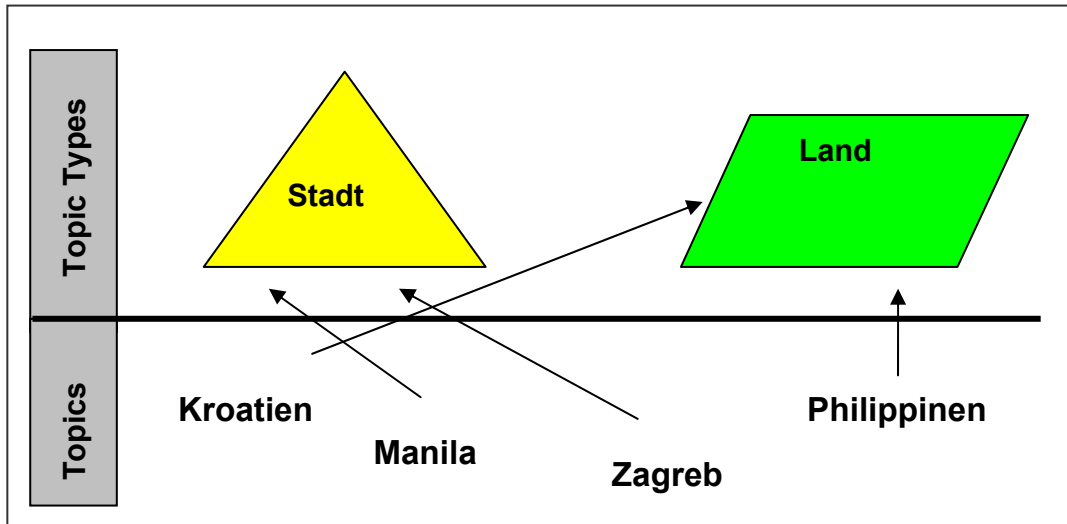 Topic Types
Stadt
Land
Topics
Kroatien
Manila
Zagreb
Philippinen